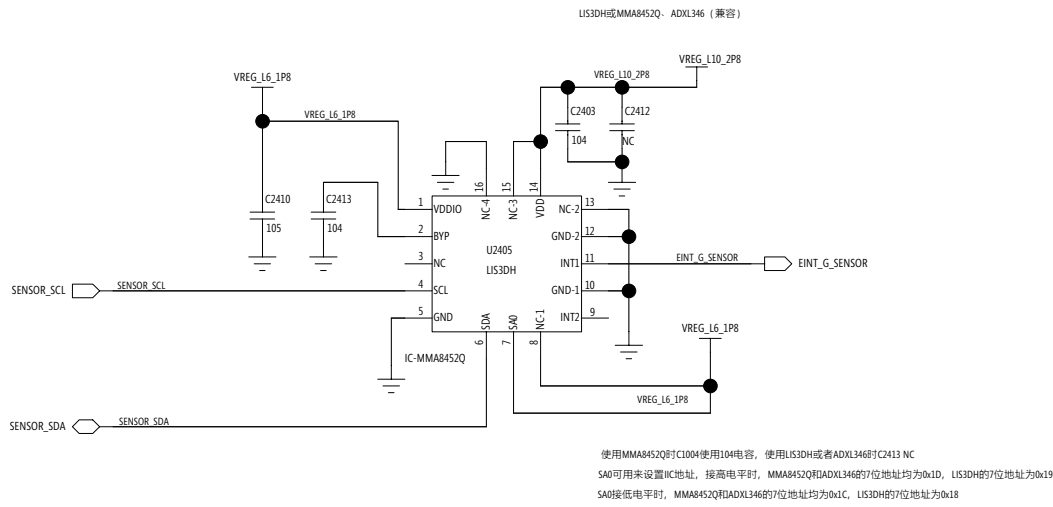 LIS3DH或MMA8452Q、ADXL346（兼容）
VREG_L10_2P8
VREG_L6_1P8
VREG_L10_2P8
VREG_L6_1P8
C2403
C2412
104
NC
C2410
105
C2413
104
16
15
14
NC-4
NC-3
VDD
1
VDDIO
2
BYP
3
NC
4
SCL
5
GND
U2405
LIS3DH
NC-2
13
GND-2
12
INT1
11
GND-1
10
INT2
9
SDA
SA0
NC-1
6
7
8
IC-MMA8452Q
EINT_G_SENSOR
EINT_G_SENSOR
SENSOR_SCL
SENSOR_SCL
VREG_L6_1P8
VREG_L6_1P8
SENSOR_SDA
SENSOR_SDA
使用MMA8452Q时C1004使用104电容，使用LIS3DH或者ADXL346时C2413 NC
SA0可用来设置IIC地址，接高电平时，MMA8452Q和ADXL346的7位地址均为0x1D，LIS3DH的7位地址为0x19
SA0接低电平时，MMA8452Q和ADXL346的7位地址均为0x1C，LIS3DH的7位地址为0x18